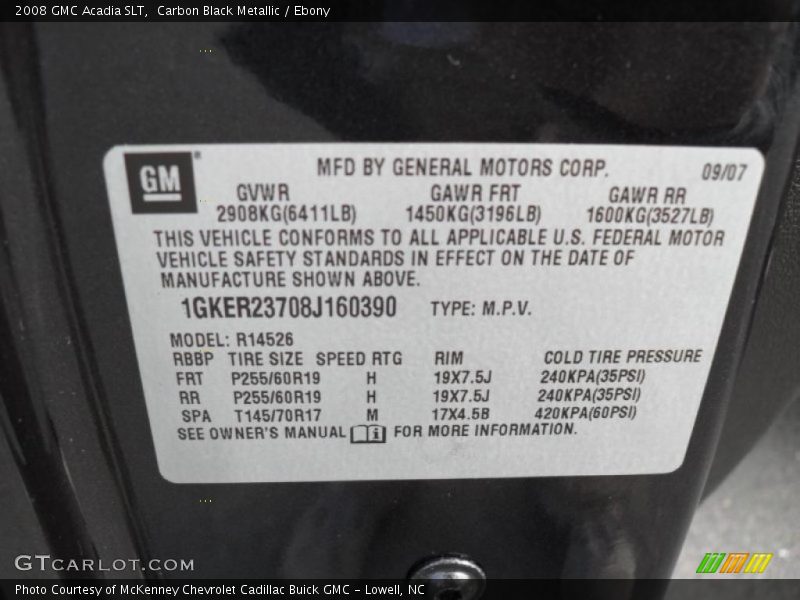 2008 GMC Acadia SLT,  Carbon Black Metallic / Ebony
GM
MFD BY GENERAL MOTORS CORP. 09/07
GVWR GAWR FRT GAWR RR
2908KG(6411LB) 1450KG(3196LB) 1600KG(3527LB)
THIS VEHICLE CONFORMS TO ALL APPLICABLE U.S. FEDERAL MOTOR
VEHICLE SAFETY STANDARDS IN EFFECT ON THE DATE OF
MANUFACTURE SHOWN ABOVE.
1GKER23708J160390 TYPE: M.P.V.
MODEL: R14526
RBBP TIRE SIZE SPEED RTG RIM COLD TIRE PRESSURE
FRT P255/60R19 H 19X7.5J 240KPA(35PSI)
RR P255/60R19 H 19X7.5J 240KPA(35PSI)
SPA T145/70R17 M 17X4.5B 420KPA(60PSI)
SEE OWNER'S MANUAL FOR MORE INFORMATION.
GTCARLOT.COM
Photo Courtesy of McKenney Chevrolet Cadillac Buick GMC – Lowell, NC